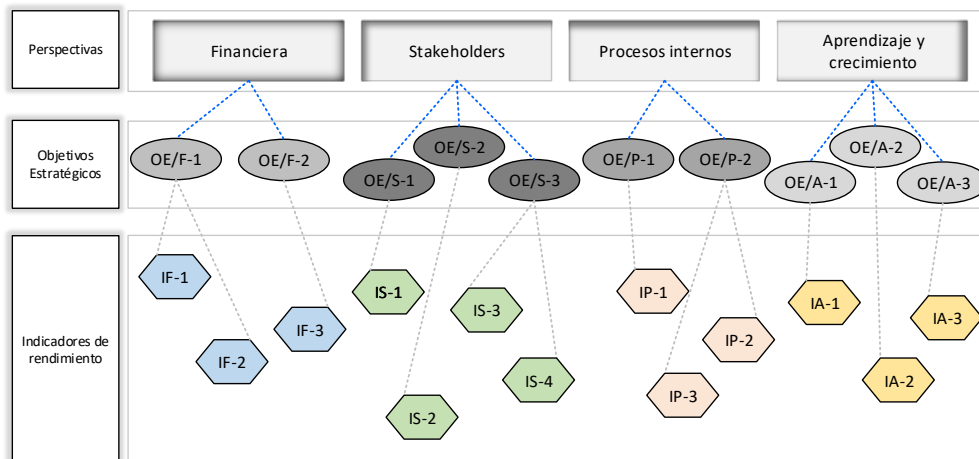 Perspectivas
Financiera
Stakeholders
Procesos internos
Aprendizaje y
crecimiento
Objetivos
Estratégicos
OE/F-1
OE/F-2
OE/S-1
OE/S-2
OE/S-3
OE/P-1
OE/P-2
OE/A-1
OE/A-2
OE/A-3
Indicadores de
rendimiento
IF-1
IF-2
IF-3
IS-1
IS-2
IS-3
IS-4
IP-1
IP-2
IP-3
IA-1
IA-2
IA-3